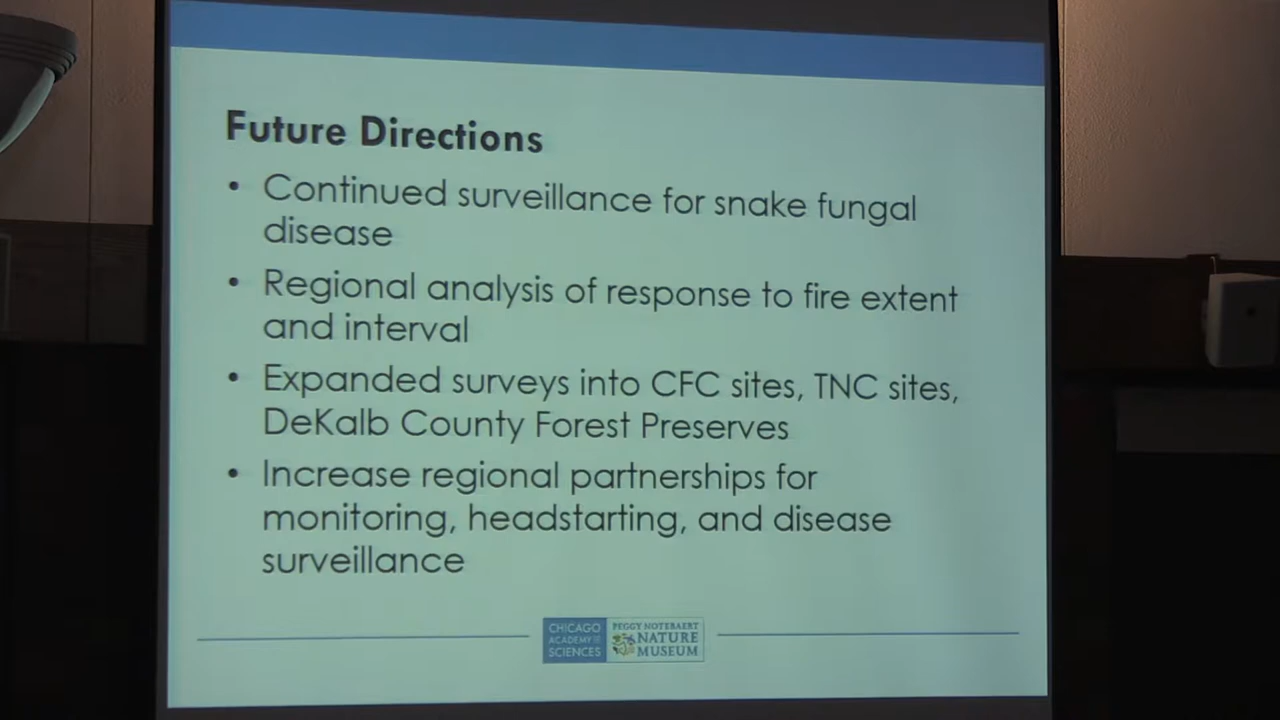 Future Directions
• Continued surveillance for snake fungal
disease
• Regional analysis of response to fire extent
and interval
• Expanded surveys into CFC sites, TNC sites,
DeKalb County Forest Preserves
• Increase regional partnerships for
monitoring, headstarting, and disease
surveillance
CHICAGO
ACADEMY OF
SCIENCES
PEGGY NOTEBAERT
NATURE
MUSEUM